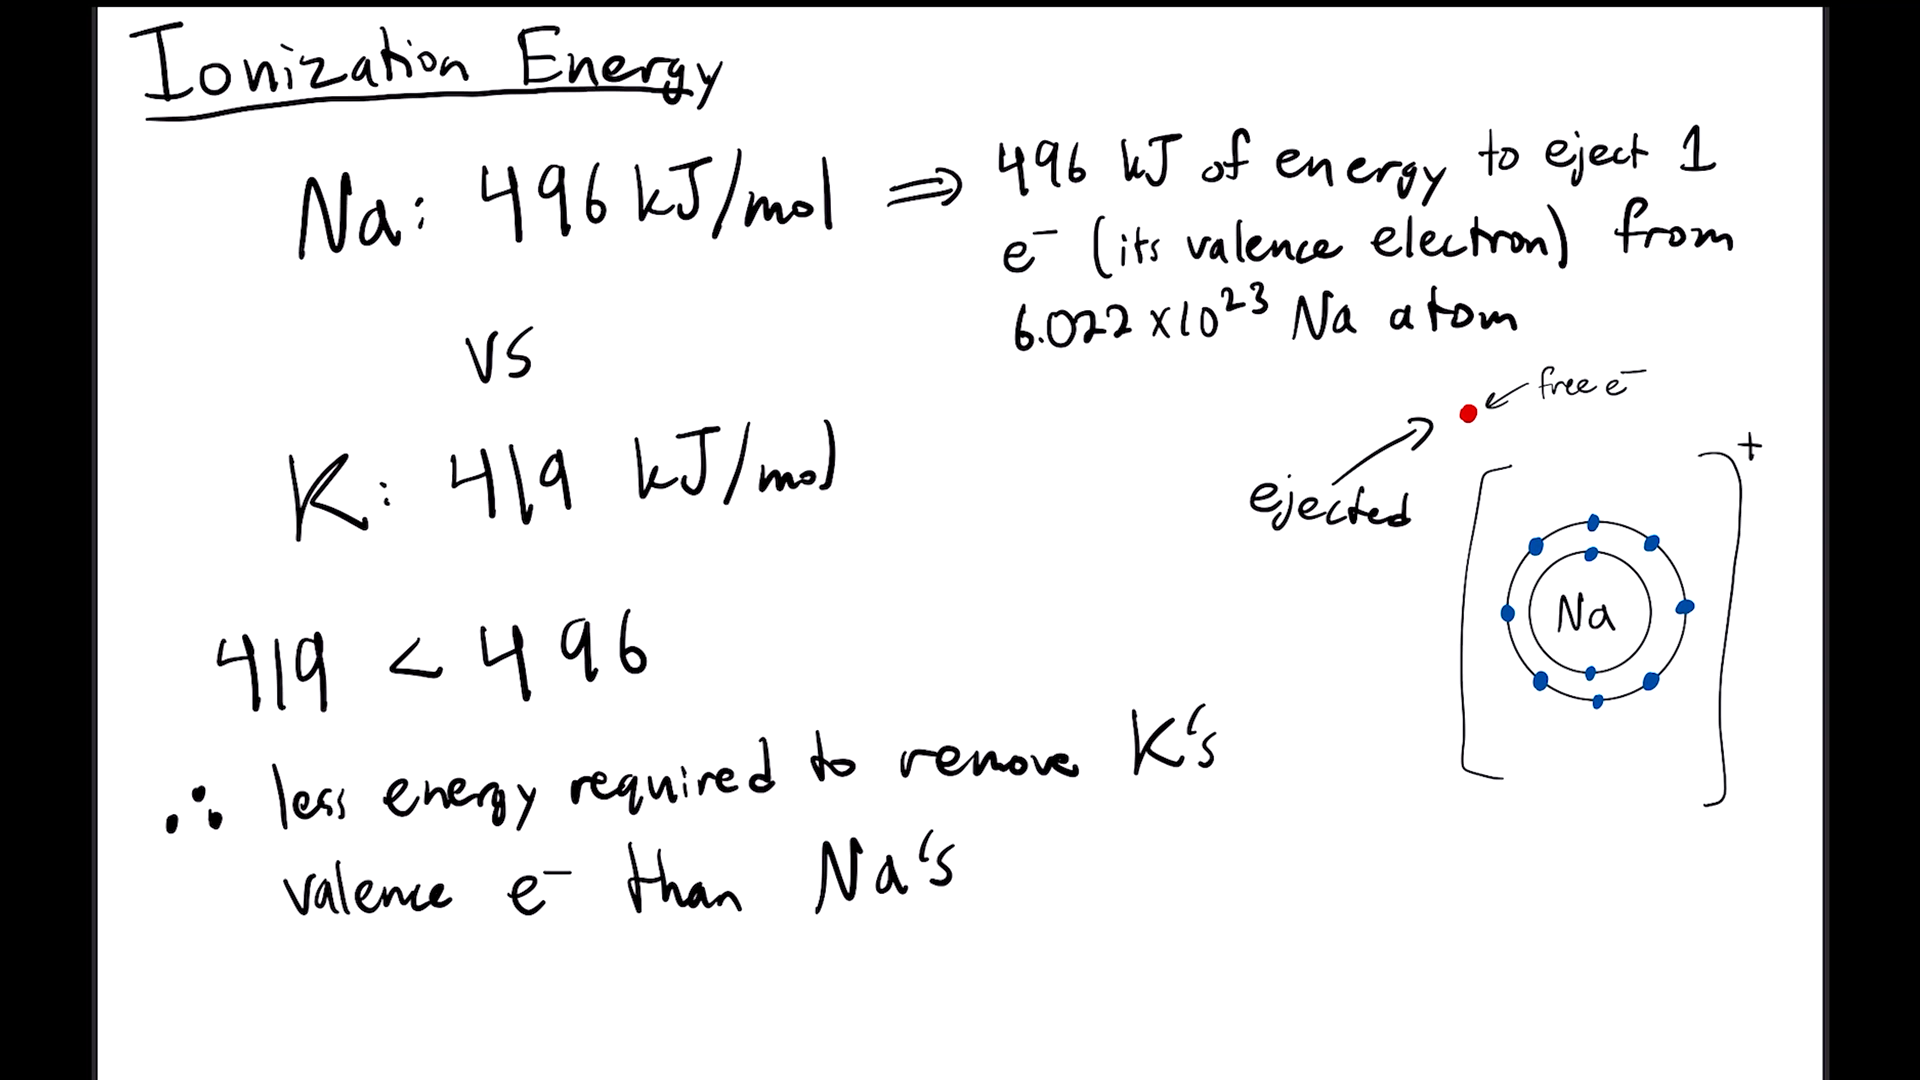 Ionization Energy
Na: 496 kJ/mol ⇒ 496 kJ of energy to eject 1
e⁻ (its valence electron) from
6.022 x10²³ Na atom
vs
K: 419 kJ/mol
free e⁻
ejected
+
Na
419 < 496
∴ less energy required to remove K's
valence e⁻ than Na's